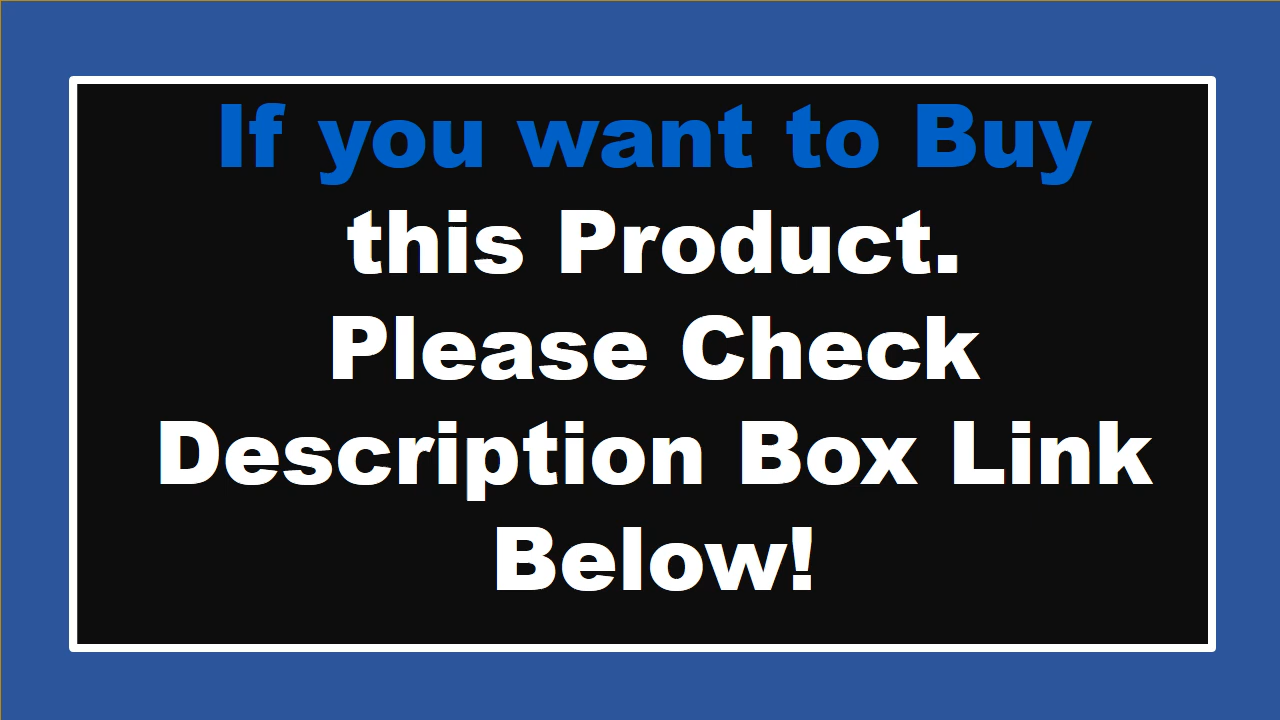 If you want to Buy
this Product.
Please Check
Description Box Link
Below!